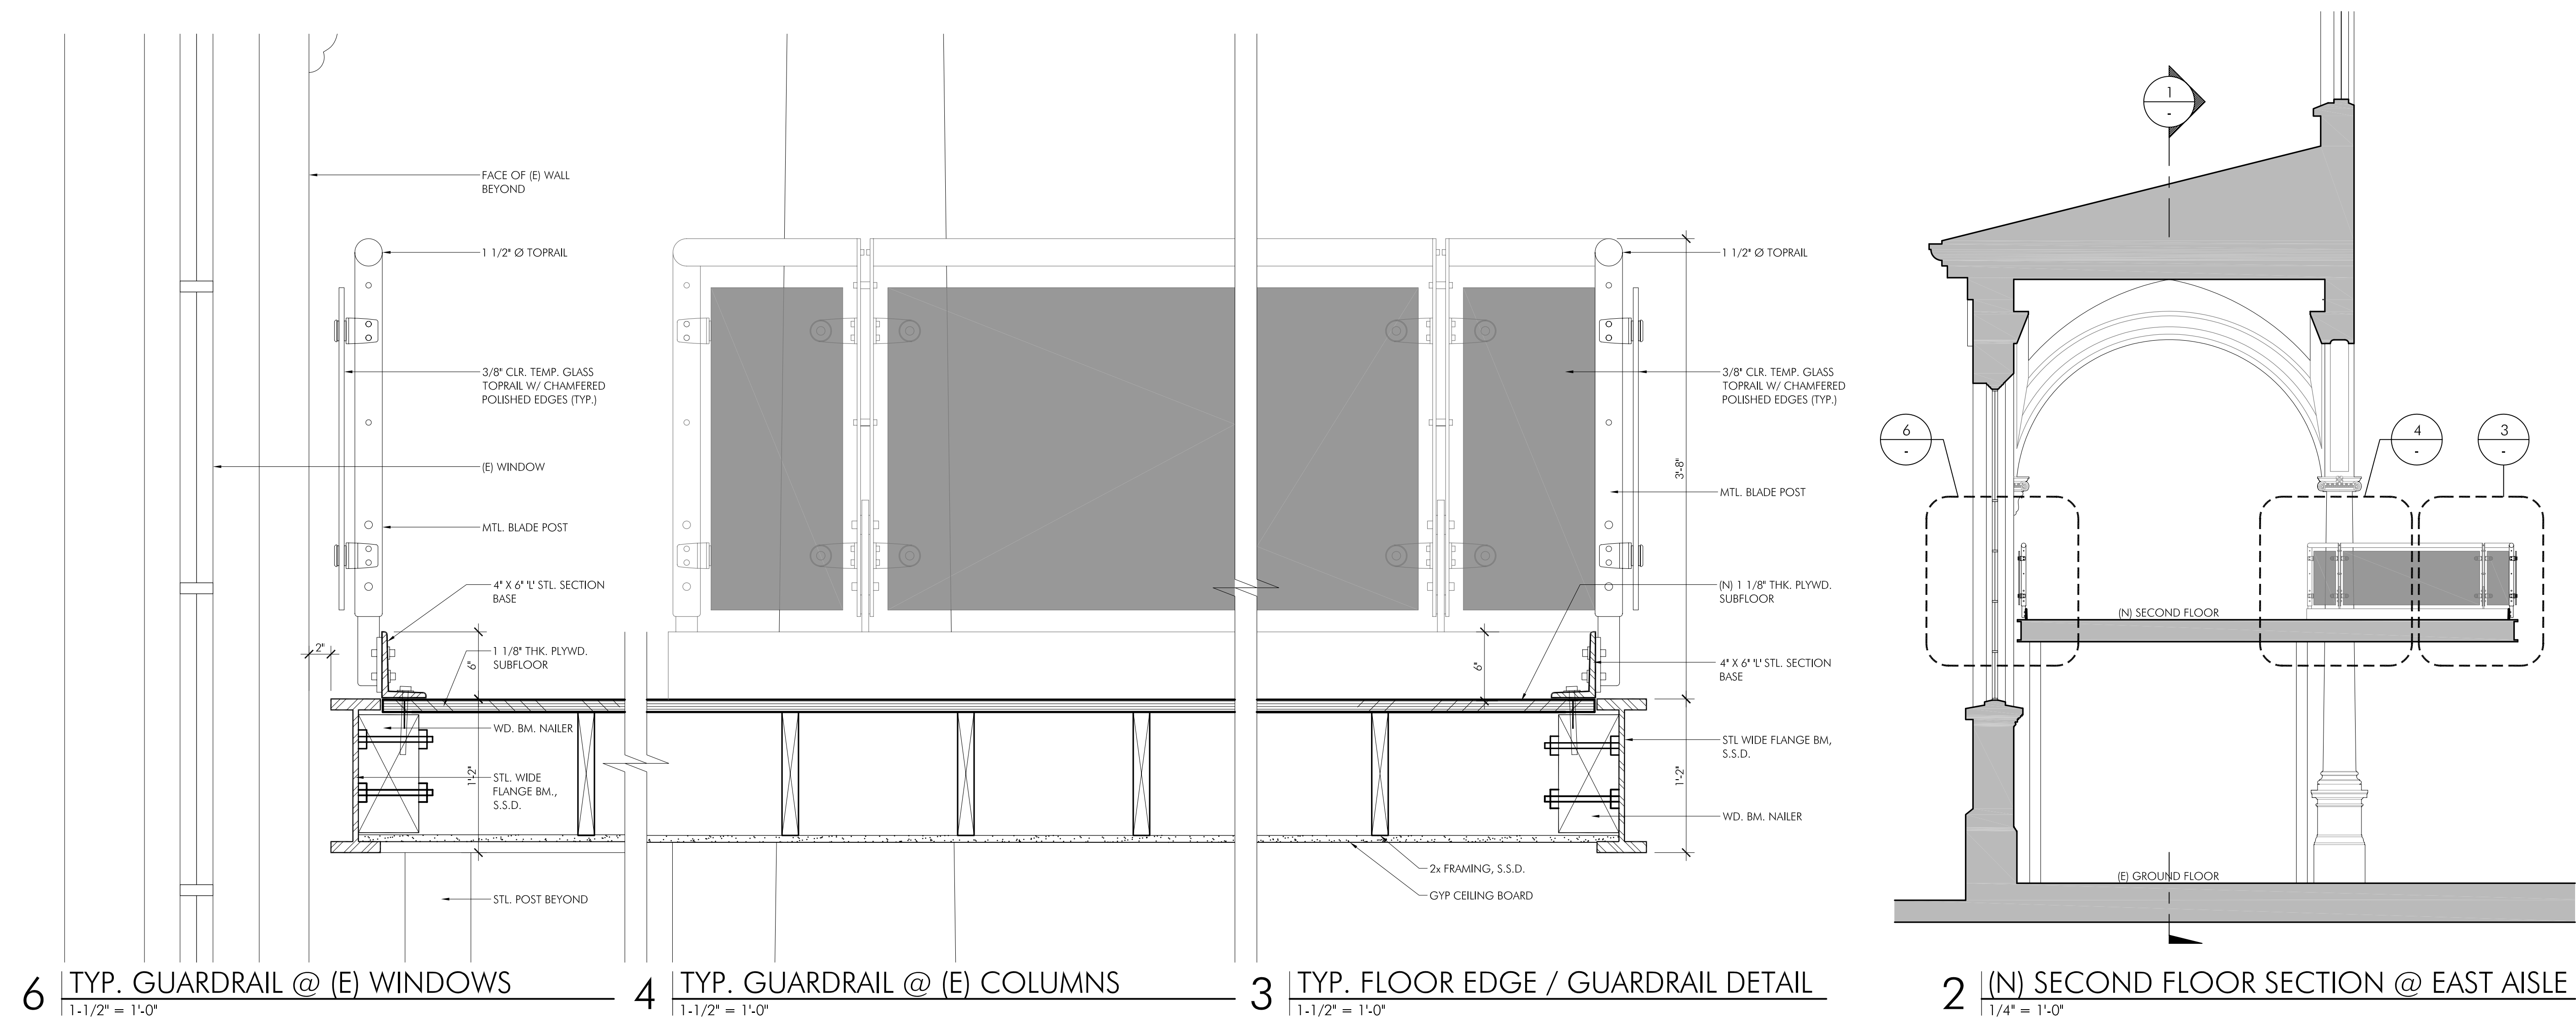 FACE OF (E) WALL
BEYOND
1 1/2" Ø TOPRAIL
3/8" CLR. TEMP. GLASS
TOPRAIL W/ CHAMFERED
POLISHED EDGES (TYP.)
(E) WINDOW
MTL. BLADE POST
4" X 6" 'L' STL. SECTION
BASE
2"
6"
1 1/8" THK. PLYWD.
SUBFLOOR
WD. BM. NAILER
1'-2"
STL. WIDE
FLANGE BM.,
S.S.D.
STL. POST BEYOND
6 TYP. GUARDRAIL @ (E) WINDOWS
1-1/2" = 1'-0"
4 TYP. GUARDRAIL @ (E) COLUMNS
1-1/2" = 1'-0"
1 1/2" Ø TOPRAIL
3/8" CLR. TEMP. GLASS
TOPRAIL W/ CHAMFERED
POLISHED EDGES (TYP.)
3'-8"
MTL. BLADE POST
(N) 1 1/8" THK. PLYWD.
SUBFLOOR
6"
4" X 6" 'L' STL. SECTION
BASE
STL WIDE FLANGE BM,
S.S.D.
1'-2"
WD. BM. NAILER
2x FRAMING, S.S.D.
GYP CEILING BOARD
3 TYP. FLOOR EDGE / GUARDRAIL DETAIL
1-1/2" = 1'-0"
1
-
6
-
4
-
3
-
(N) SECOND FLOOR
(E) GROUND FLOOR
2 (N) SECOND FLOOR SECTION @ EAST AISLE
1/4" = 1'-0"